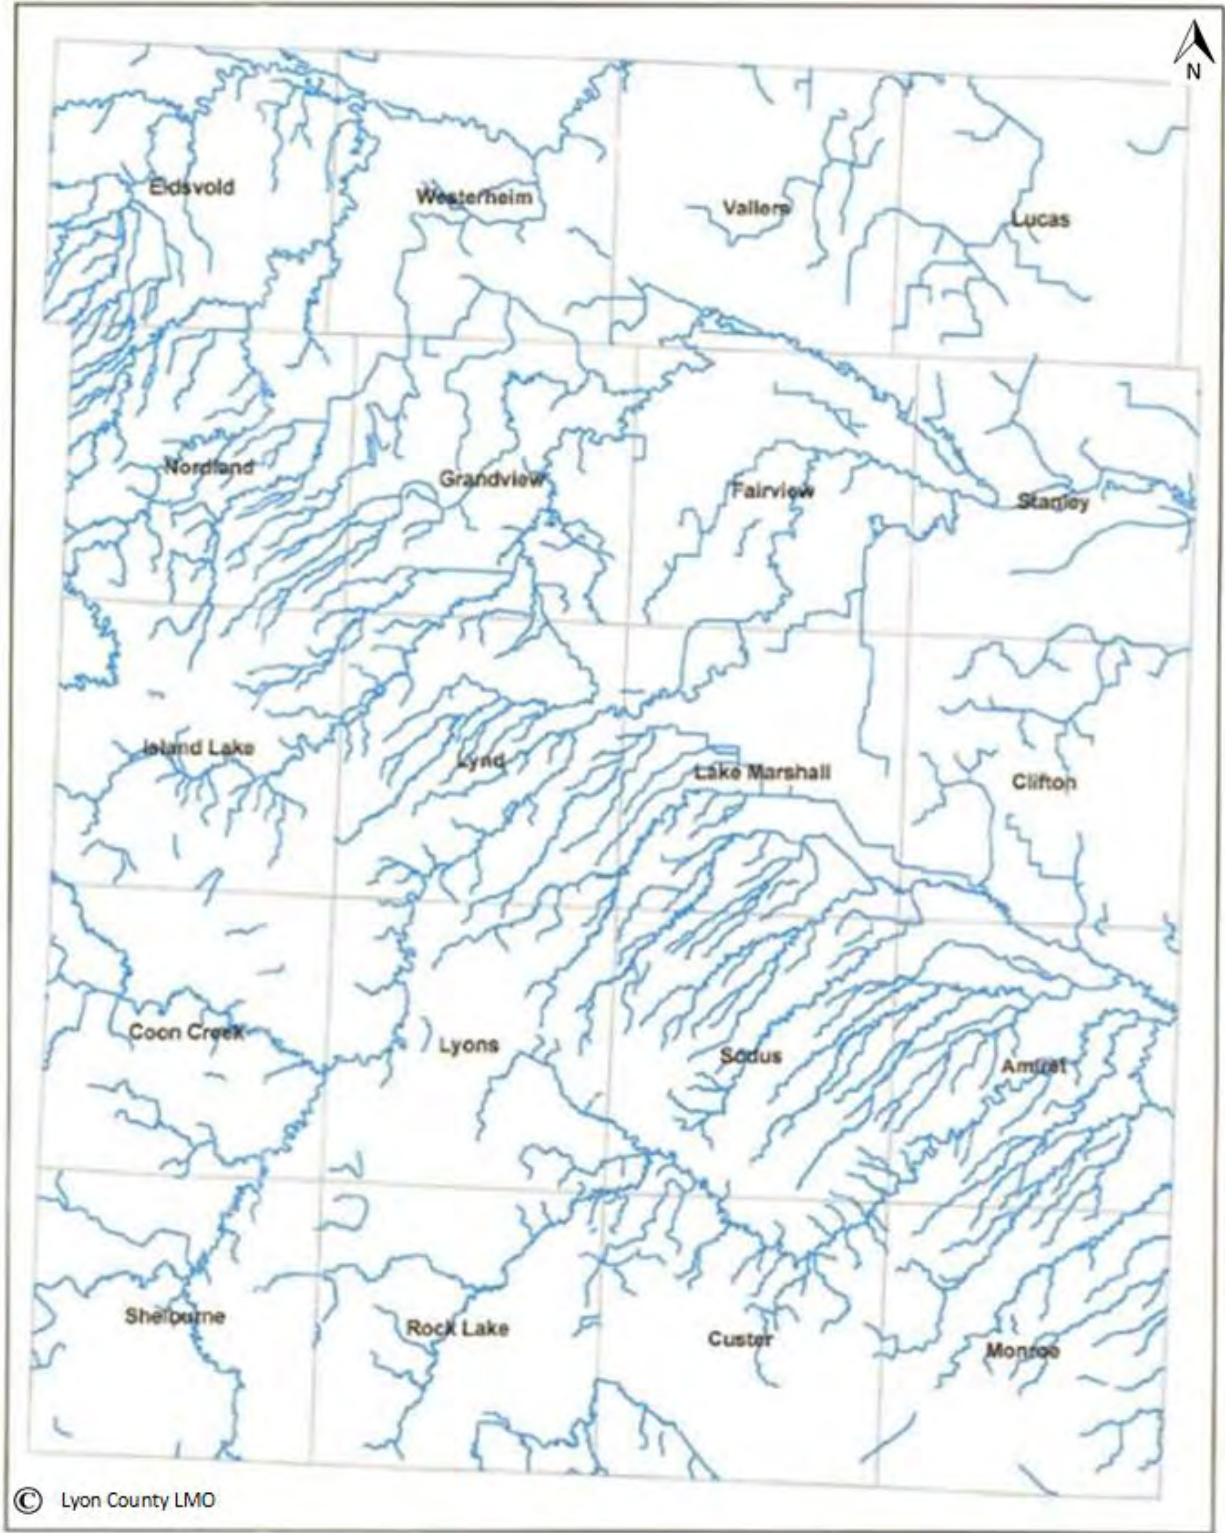 N
Eidsvold
Westerheim
Vallers
Lucas
Nordland
Grandview
Fairview
Stanley
Island Lake
Lynd
Lake Marshall
Clifton
Coon Creek
Lyons
Sodus
Amiret
Shelburne
Rock Lake
Custer
Monroe
© Lyon County LMO